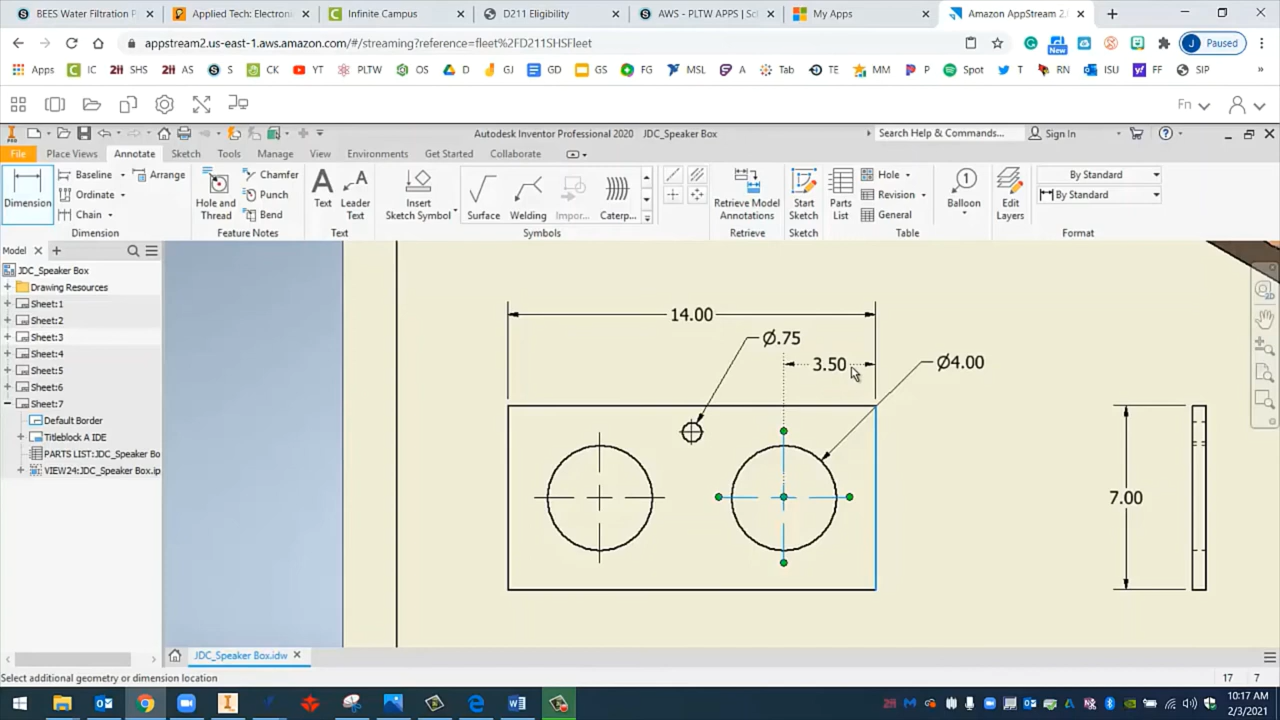 BEES Water Filtration P
Applied Tech: Electroni
Infinite Campus
D211 Eligibility
AWS - PLTW APPS | Scl
My Apps
Amazon AppStream 2.
appstream2.us-east-1.aws.amazon.com/#/streaming?reference=fleet%2FD211SHSFleet
New
J Paused
Apps IC SHS AS S CK YT PLTW OS D GJ GD GS FG MSL A Tab TE MM P Spot T RN ISU FF SIP
Fn
Autodesk Inventor Professional 2020 JDC_Speaker Box
Search Help & Commands...
Sign In
File Place Views Annotate Sketch Tools Manage View Environments Get Started Collaborate
Dimension
Baseline
Ordinate
Chain
Arrange
Dimension
Hole and Thread
Chamfer
Punch
Bend
Feature Notes
Text
Leader Text
Text
Insert Sketch Symbol
Surface
Welding
Impor...
Caterp...
Symbols
Retrieve Model Annotations
Retrieve
Start Sketch
Sketch
Parts List
Hole
Revision
General
Table
Balloon
Edit Layers
By Standard
By Standard
Format
Model
JDC_Speaker Box
Drawing Resources
Sheet:1
Sheet:2
Sheet:3
Sheet:4
Sheet:5
Sheet:6
Sheet:7
Default Border
Titleblock A IDE
PARTS LIST:JDC_Speaker Bo
VIEW24:JDC_Speaker Box.ip
14.00
Ø.75
3.50
Ø4.00
7.00
JDC_Speaker Box.idw
Select additional geometry or dimension location
17 7
10:17 AM
2/3/2021